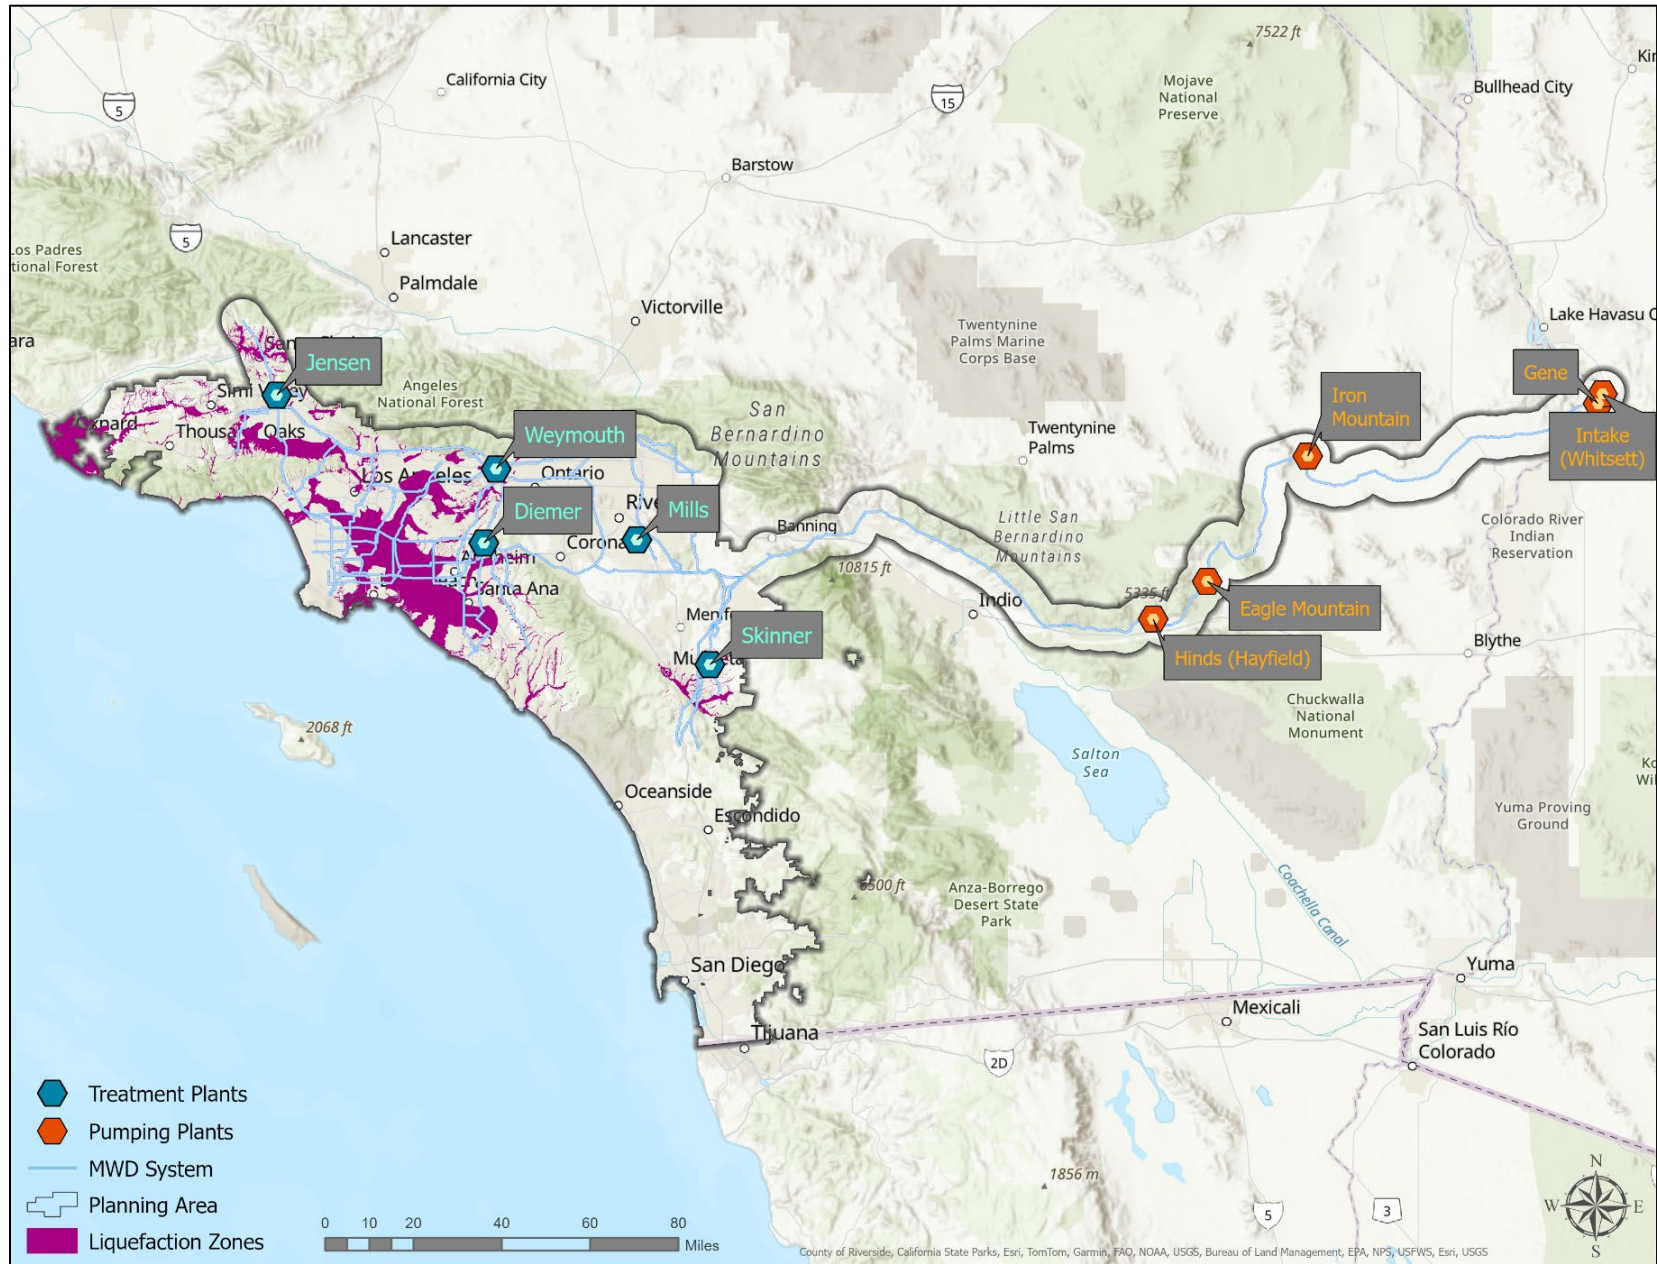 7522 ft
Mojave
National
Preserve
Bullhead City
California City
5
15
Barstow
Lancaster
5
Los Padres
Palmdale
Victorville
Twentynine
Palms Marine
Corps Base
Lake Havasu C
Jensen
Angeles
National Forest
San
Bernardino
Mountains
Iron
Mountain
Gene
Intake
(Whitsett)
Weymouth
Twentynine
Palms
Thousa Oaks
Los Angeles
Ontario
Diemer
Mills
Little San
Bernardino
Mountains
Banning
Colorado River
Indian
Reservation
Corona
Santa Ana
10815 ft
5335 ft
Indio
Eagle Mountain
Skinner
Hinds (Hayfield)
Blythe
Chuckwalla
National
Monument
2068 ft
Salton
Sea
Oceanside
Escondido
Yuma Proving
Ground
6500 ft
Anza-Borrego
Desert State
Park
Coachella Canal
San Diego
Yuma
Mexicali
Tijuana
San Luis Río
Colorado
2D
1856 m
5
3
N
W E
S
Treatment Plants
Pumping Plants
MWD System
Planning Area
Liquefaction Zones
0 10 20 40 60 80
Miles
County of Riverside, California State Parks, Esri, TomTom, Garmin, FAO, NOAA, USGS, Bureau of Land Management, EPA, NPS, USFWS, Esri, USGS